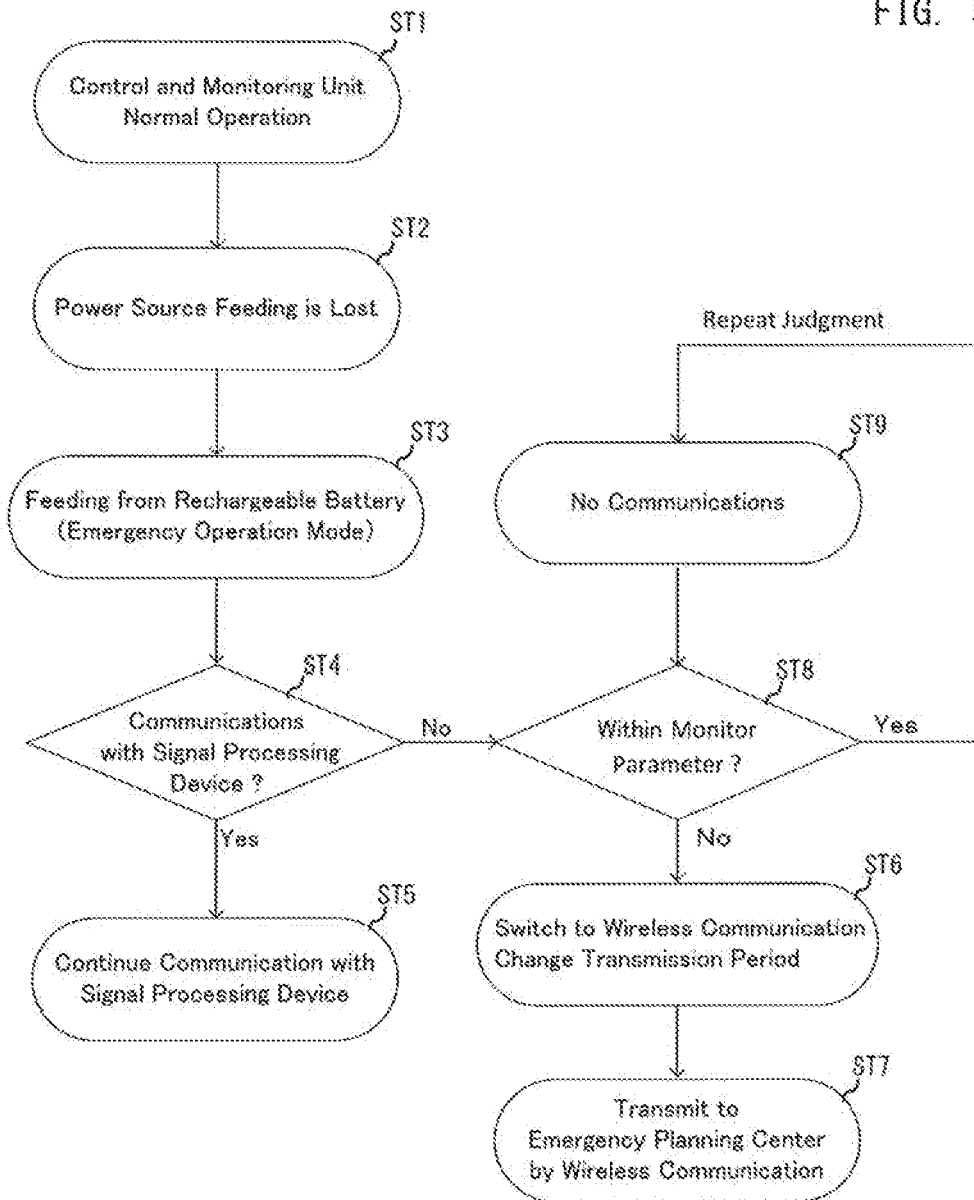 FIG.
ST1
Control and Monitoring Unit
Normal Operation
ST2
Power Source Feeding is Lost
ST3
Feeding from Rechargeable Battery
(Emergency Operation Mode)
ST4
Communications
with Signal Processing
Device ?
No
Yes
ST5
Continue Communication with
Signal Processing Device
Repeat Judgment
ST9
No Communications
ST8
Within Monitor
Parameter ?
Yes
No
ST6
Switch to Wireless Communication
Change Transmission Period
ST7
Transmit to
Emergency Planning Center
by Wireless Communication